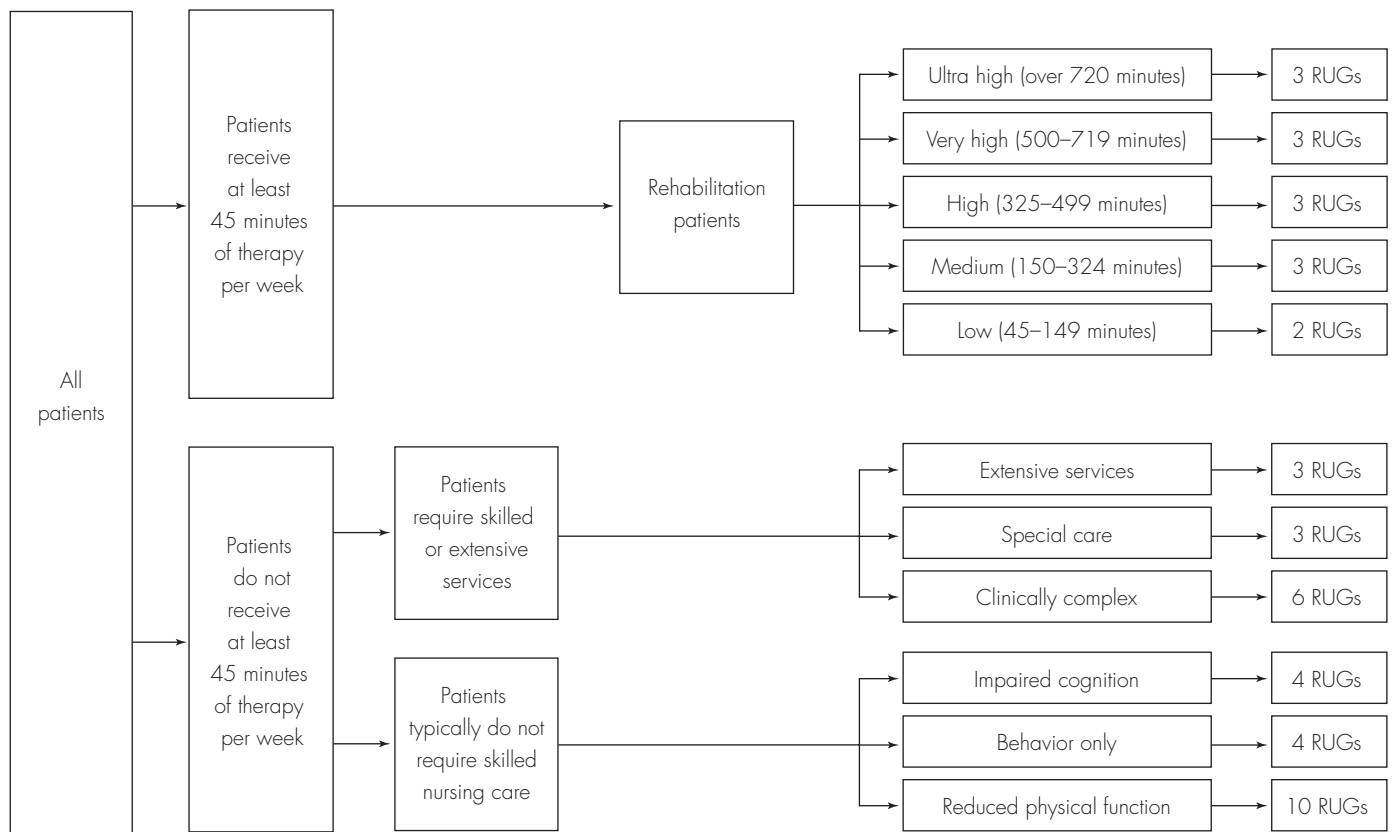 All
patients
Patients
receive
at least
45 minutes
of therapy
per week
Rehabilitation
patients
Ultra high (over 720 minutes)
3 RUGs
Very high (500–719 minutes)
3 RUGs
High (325–499 minutes)
3 RUGs
Medium (150–324 minutes)
3 RUGs
Low (45–149 minutes)
2 RUGs
Patients
do not
receive
at least
45 minutes
of therapy
per week
Patients
require skilled
or extensive
services
Extensive services
3 RUGs
Special care
3 RUGs
Clinically complex
6 RUGs
Patients
typically do not
require skilled
nursing care
Impaired cognition
4 RUGs
Behavior only
4 RUGs
Reduced physical function
10 RUGs